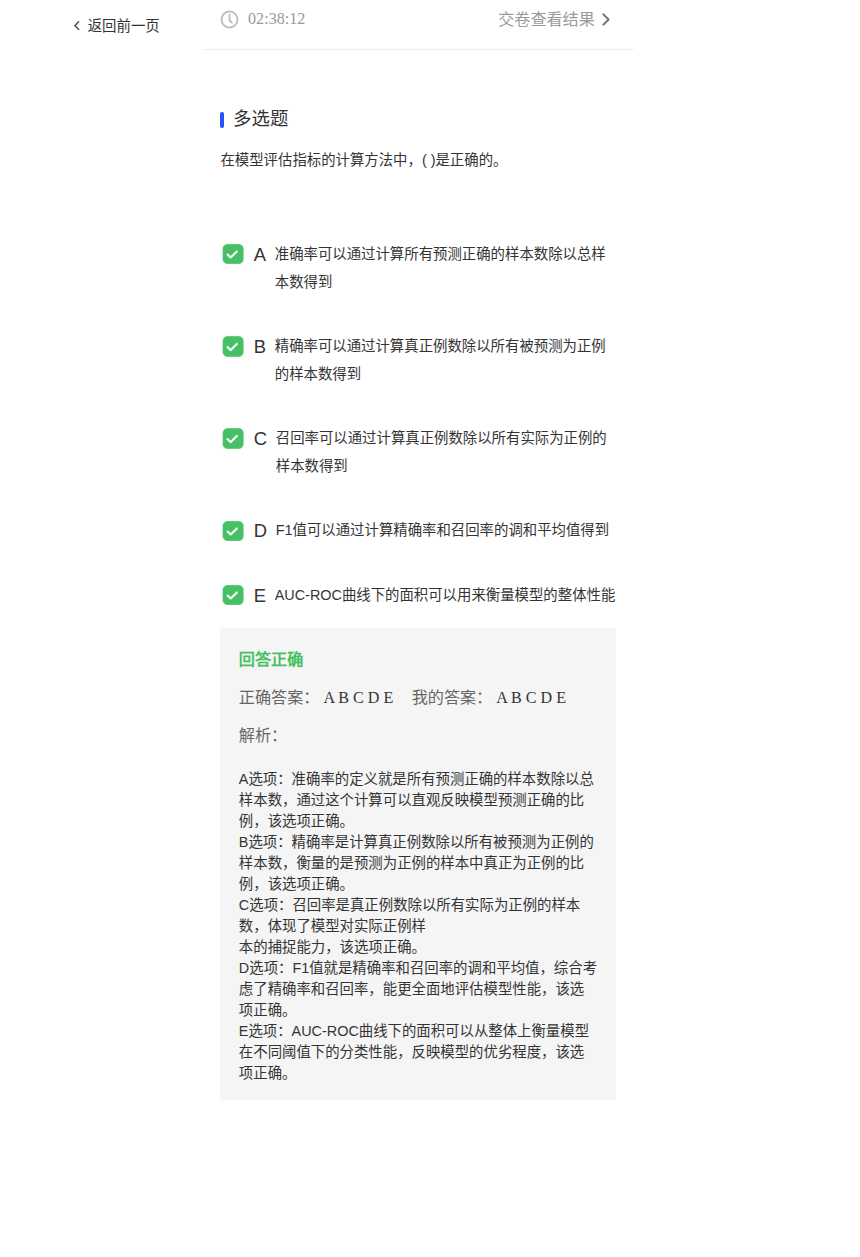 返回前一页
02:38:12
交卷查看结果
多选题
在模型评估指标的计算方法中，( )是正确的。
A 准确率可以通过计算所有预测正确的样本数除以总样
本数得到
B 精确率可以通过计算真正例数除以所有被预测为正例
的样本数得到
C 召回率可以通过计算真正例数除以所有实际为正例的
样本数得到
D F1值可以通过计算精确率和召回率的调和平均值得到
E AUC-ROC曲线下的面积可以用来衡量模型的整体性能
回答正确
正确答案： A B C D E 我的答案： A B C D E
解析：
A选项：准确率的定义就是所有预测正确的样本数除以总
样本数，通过这个计算可以直观反映模型预测正确的比
例，该选项正确。
B选项：精确率是计算真正例数除以所有被预测为正例的
样本数，衡量的是预测为正例的样本中真正为正例的比
例，该选项正确。
C选项：召回率是真正例数除以所有实际为正例的样本
数，体现了模型对实际正例样
本的捕捉能力，该选项正确。
D选项：F1值就是精确率和召回率的调和平均值，综合考
虑了精确率和召回率，能更全面地评估模型性能，该选
项正确。
E选项：AUC-ROC曲线下的面积可以从整体上衡量模型
在不同阈值下的分类性能，反映模型的优劣程度，该选
项正确。